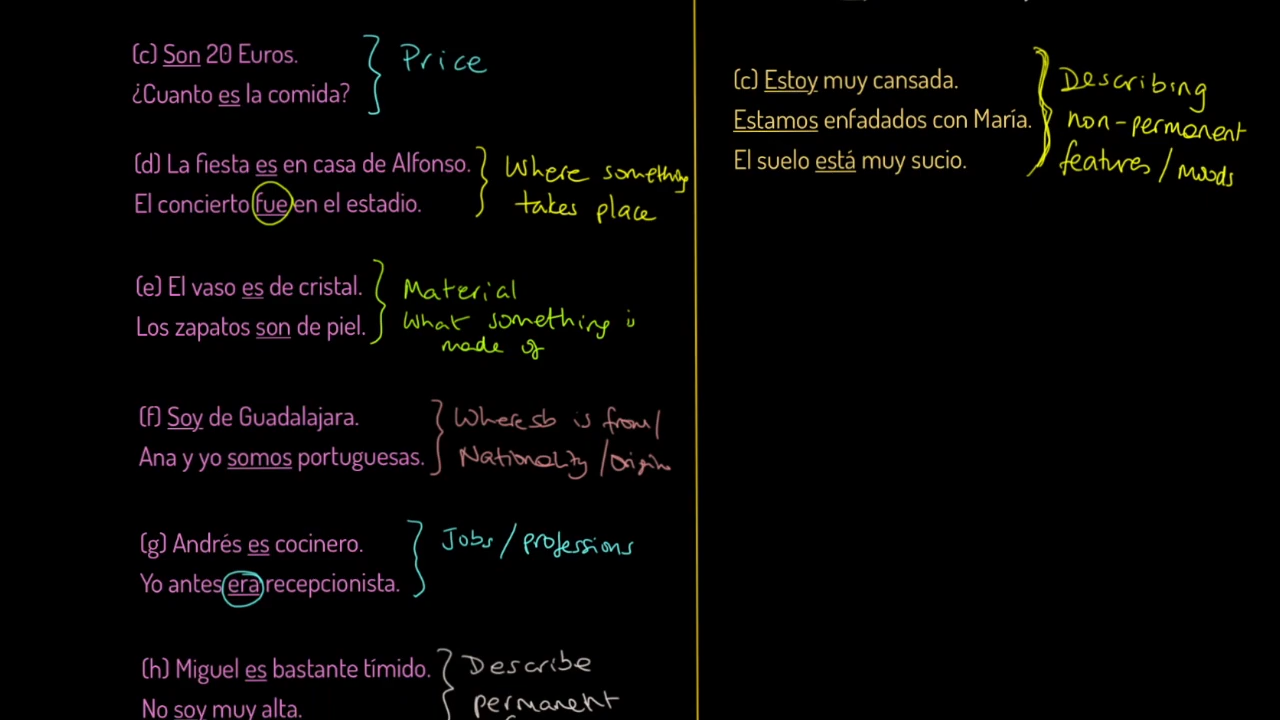 (c) Son 20 Euros.
¿Cuanto es la comida?
Price
(d) La fiesta es en casa de Alfonso.
El concierto fue en el estadio.
Where something
takes place
(e) El vaso es de cristal.
Los zapatos son de piel.
Material
What something is
made of
(f) Soy de Guadalajara.
Ana y yo somos portuguesas.
Where sb is from/
Nationality/origin
(g) Andrés es cocinero.
Yo antes era recepcionista.
Jobs/professions
(h) Miguel es bastante tímido.
No soy muy alta.
Describe
permanent
(c) Estoy muy cansada.
Estamos enfadados con María.
El suelo está muy sucio.
Describing
non-permanent
features/moods